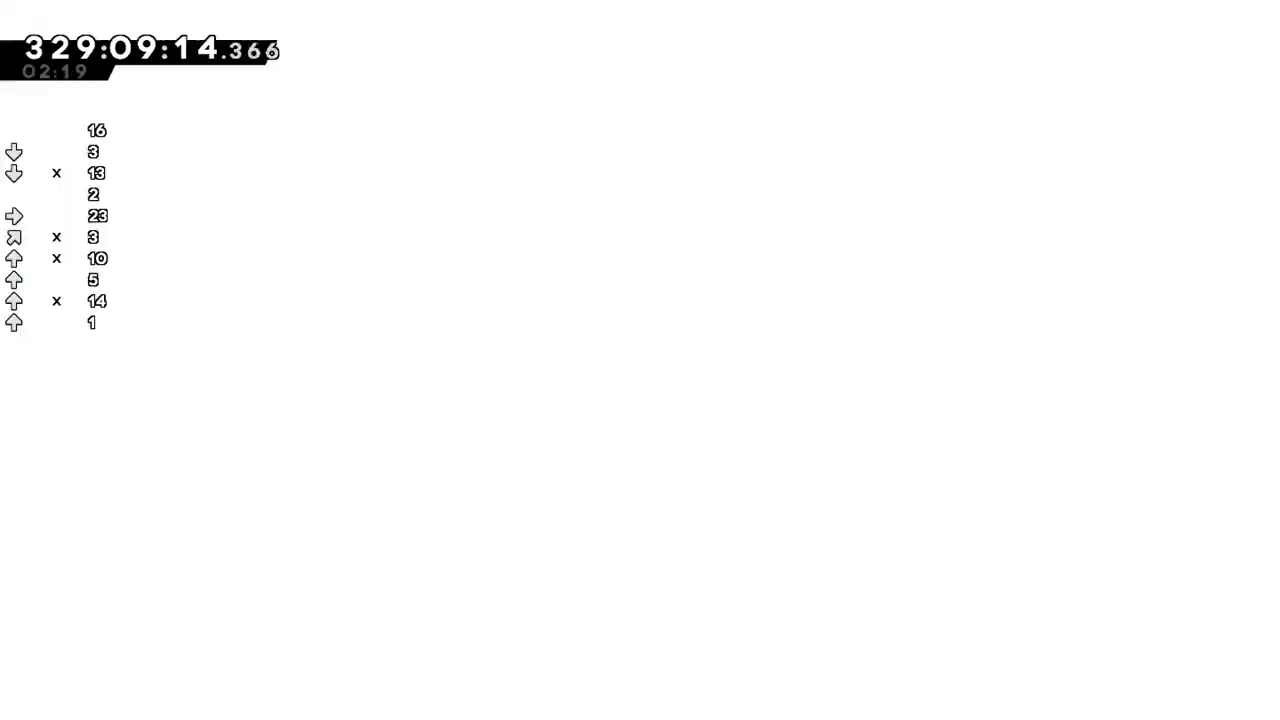 329:09:14.366
02:19
16
↓ 3
↓ x 13
2
→ 23
↗ x 3
↑ x 10
↑ 5
↑ x 14
↑ 1